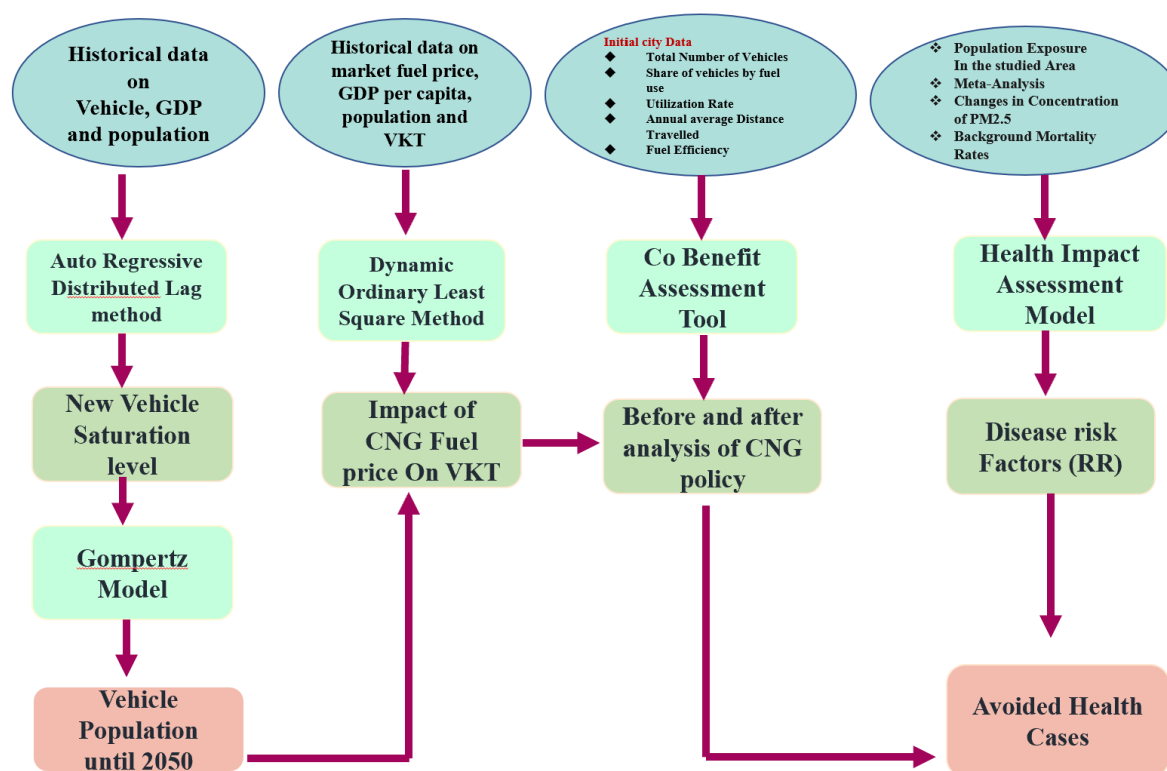 Historical data
on
Vehicle, GDP
and population
Historical data on
market fuel price,
GDP per capita,
population and
VKT
Initial city Data
◆ Total Number of Vehicles
◆ Share of vehicles by fuel
use
◆ Utilization Rate
◆ Annual average Distance
Travelled
◆ Fuel Efficiency
❖ Population Exposure
In the studied Area
❖ Meta-Analysis
❖ Changes in Concentration
of PM2.5
❖ Background Mortality
Rates
Auto Regressive
Distributed Lag
method
Dynamic
Ordinary Least
Square Method
Co Benefit
Assessment
Tool
Health Impact
Assessment
Model
New Vehicle
Saturation
level
Impact of
CNG Fuel
price On VKT
Before and after
analysis of CNG
policy
Disease risk
Factors (RR)
Gompertz
Model
Vehicle
Population
until 2050
Avoided Health
Cases